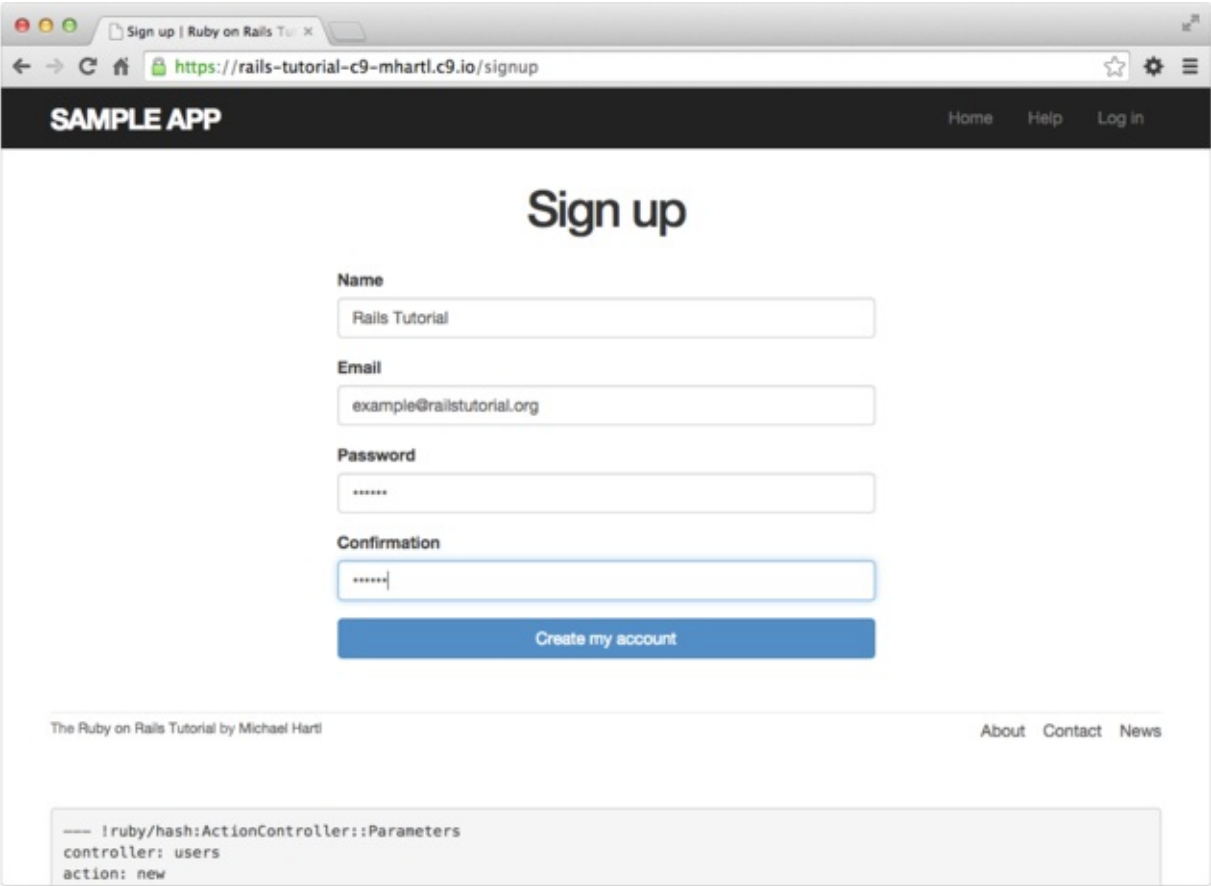 Sign up | Ruby on Rails Tu
https://rails-tutorial-c9-mhartl.c9.io/signup
SAMPLE APP
Home Help Log in
Sign up
Name
Rails Tutorial
Email
example@railstutorial.org
Password
••••••
Confirmation
••••••
Create my account
The Ruby on Rails Tutorial by Michael Hartl
About Contact News
--- !ruby/hash:ActionController::Parameters
controller: users
action: new